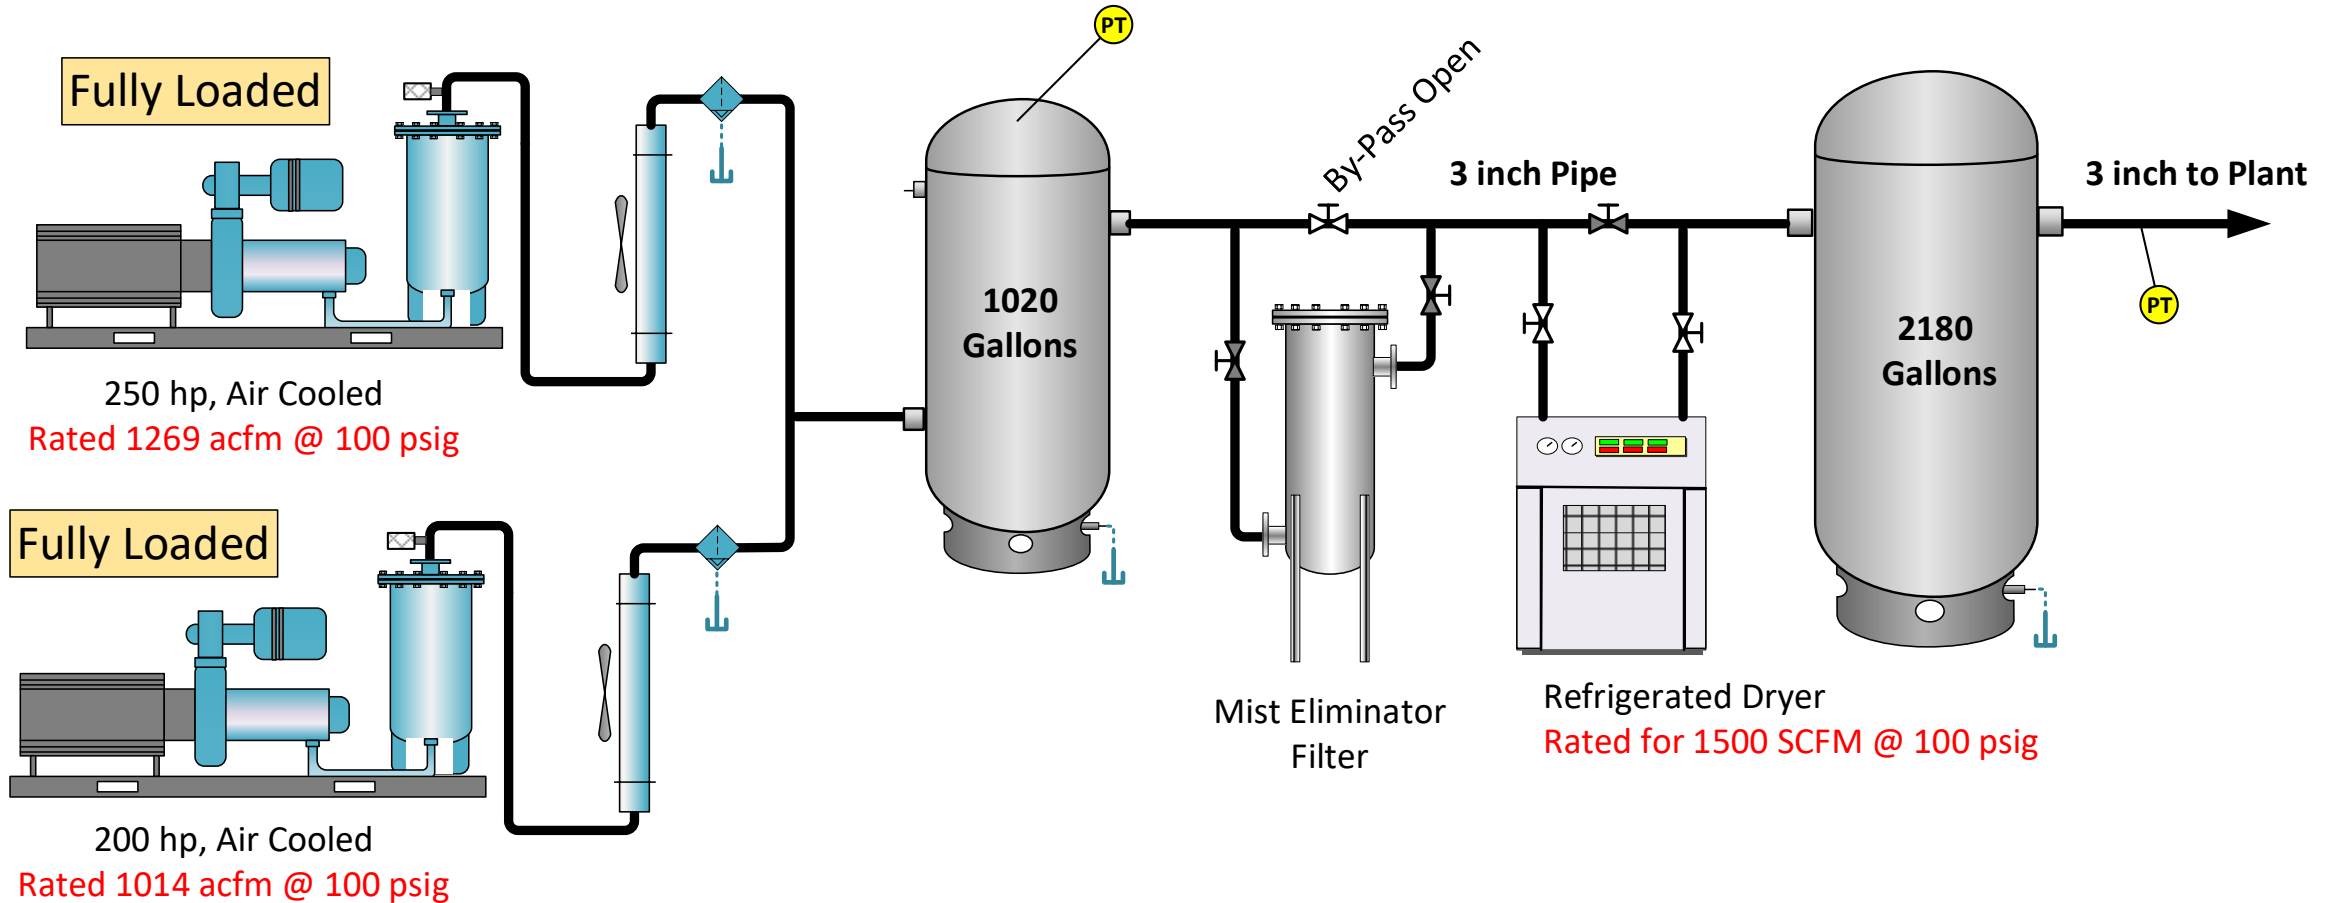 PT
Fully Loaded
By-Pass Open
3 inch Pipe
3 inch to Plant
1020
Gallons
PT
2180
Gallons
250 hp, Air Cooled
Rated 1269 acfm @ 100 psig
Fully Loaded
Mist Eliminator
Filter
Refrigerated Dryer
Rated for 1500 SCFM @ 100 psig
200 hp, Air Cooled
Rated 1014 acfm @ 100 psig